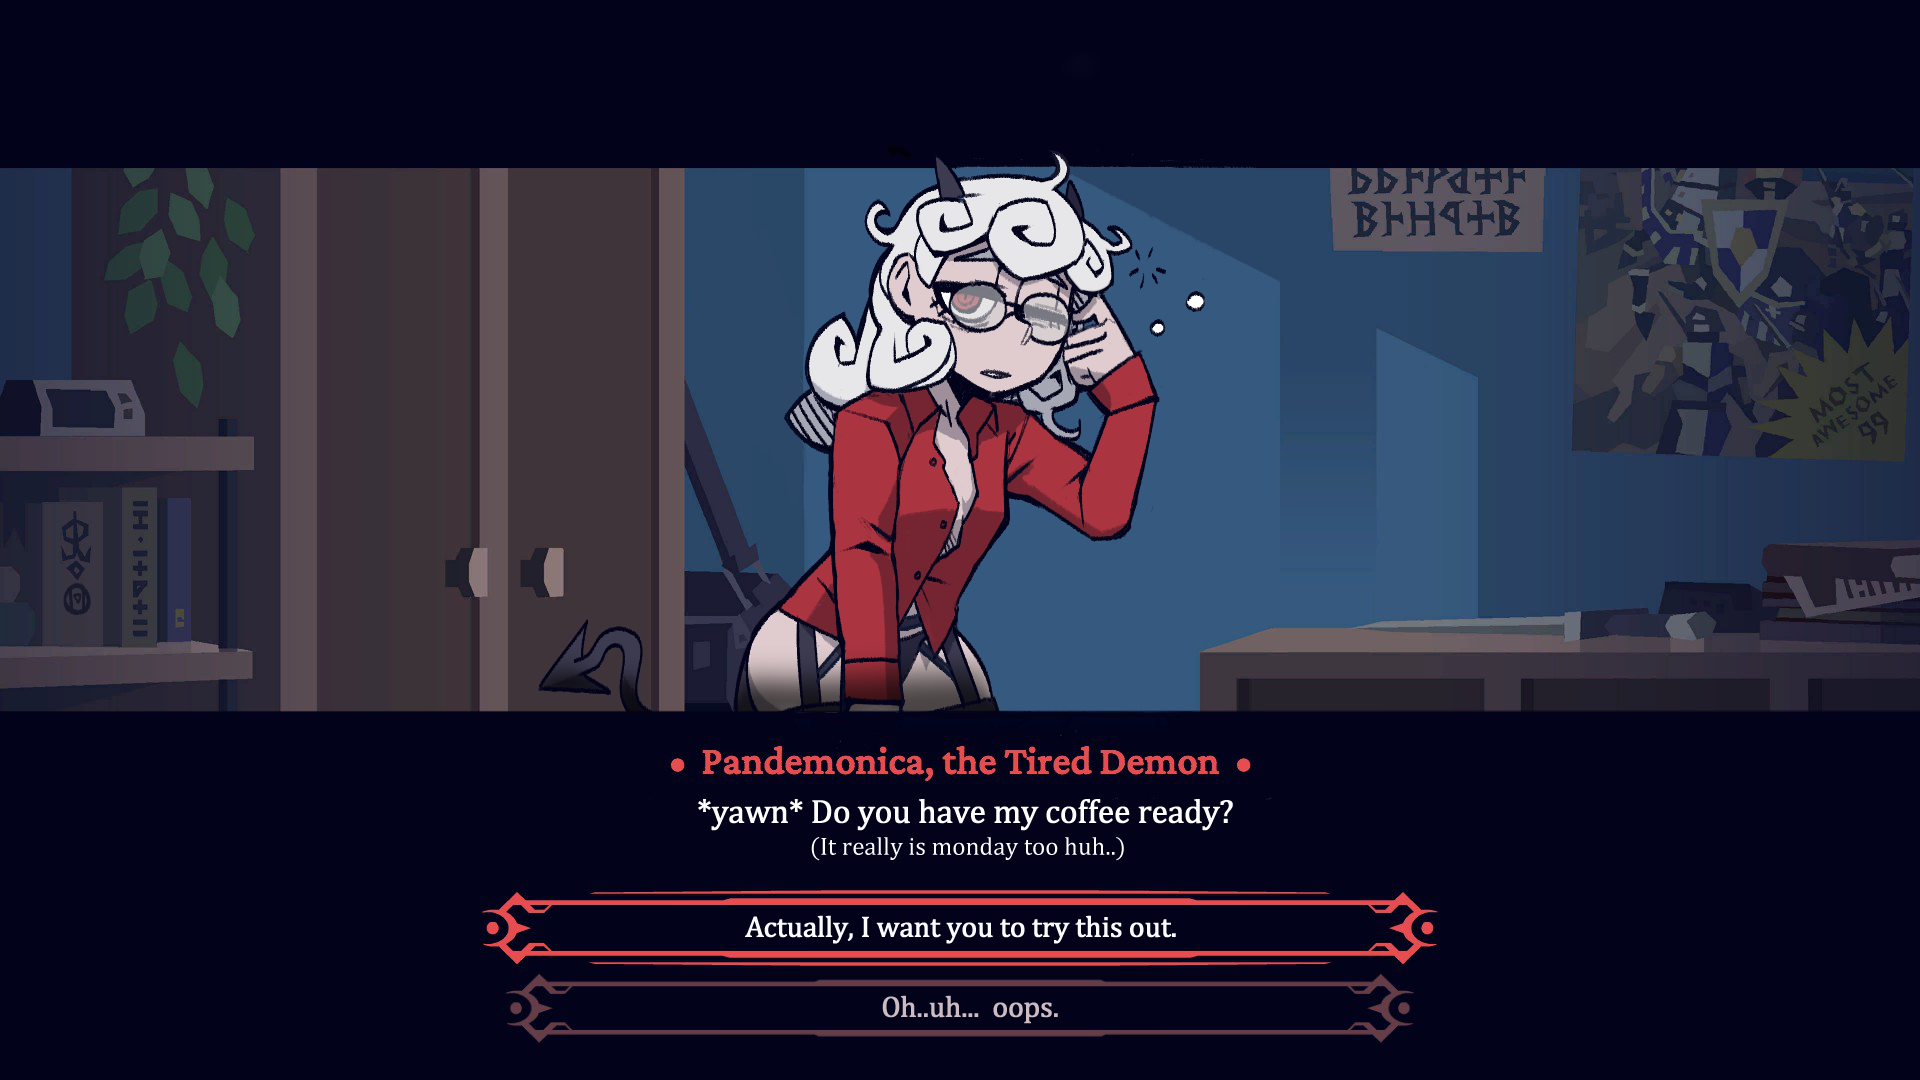 MOST
AWESOME
99
• Pandemonica, the Tired Demon •
*yawn* Do you have my coffee ready?
(It really is monday too huh..)
Actually, I want you to try this out.
Oh..uh... oops.